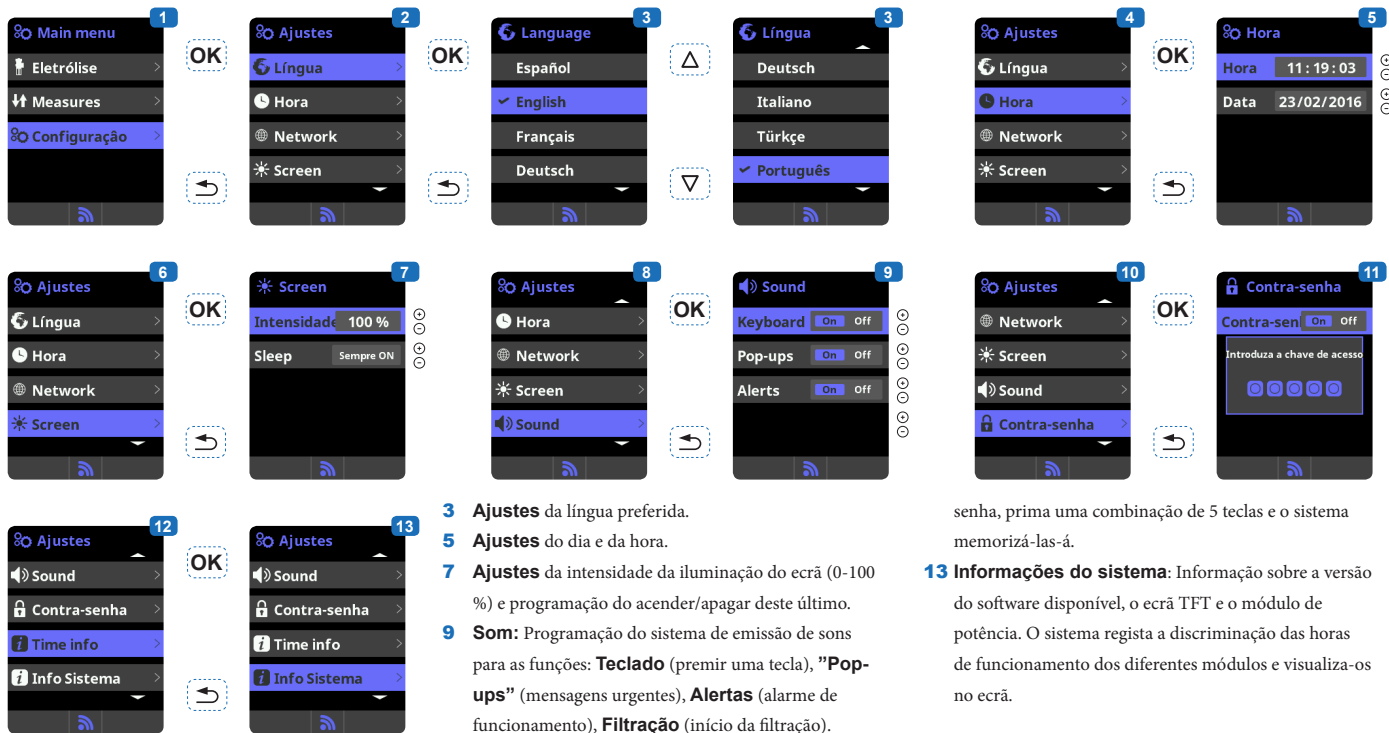 1
Main menu
Eletrólise
Measures
Configuraçâo
OK
2
Ajustes
Língua
Hora
Network
Screen
OK
3
Language
Español
English
Français
Deutsch
3
Língua
Deutsch
Italiano
Türkçe
Português
4
Ajustes
Língua
Hora
Network
Screen
OK
5
Hora
Hora 11:19:03
Data 23/02/2016
6
Ajustes
Língua
Hora
Network
Screen
OK
7
Screen
Intensidade 100 %
Sleep Sempre ON
8
Ajustes
Hora
Network
Screen
Sound
OK
9
Sound
Keyboard On Off
Pop-ups On Off
Alerts On Off
10
Ajustes
Network
Screen
Sound
Contra-senha
OK
11
Contra-senha
Contra-sen On Off
Introduza a chave de acesso
12
Ajustes
Sound
Contra-senha
Time info
Info Sistema
OK
13
Ajustes
Sound
Contra-senha
Time info
Info Sistema
3 Ajustes da língua preferida.
5 Ajustes do dia e da hora.
7 Ajustes da intensidade da iluminação do ecrã (0-100
%) e programação do acender/apagar deste último.
9 Som: Programação do sistema de emissão de sons
para as funções: Teclado (premir uma tecla), ”Pop-
ups” (mensagens urgentes), Alertas (alarme de
funcionamento), Filtração (início da filtração).
senha, prima uma combinação de 5 teclas e o sistema
memorizá-las-á.
13 Informações do sistema: Informação sobre a versão
do software disponível, o ecrã TFT e o módulo de
potência. O sistema regista a discriminação das horas
de funcionamento dos diferentes módulos e visualiza-os
no ecrã.